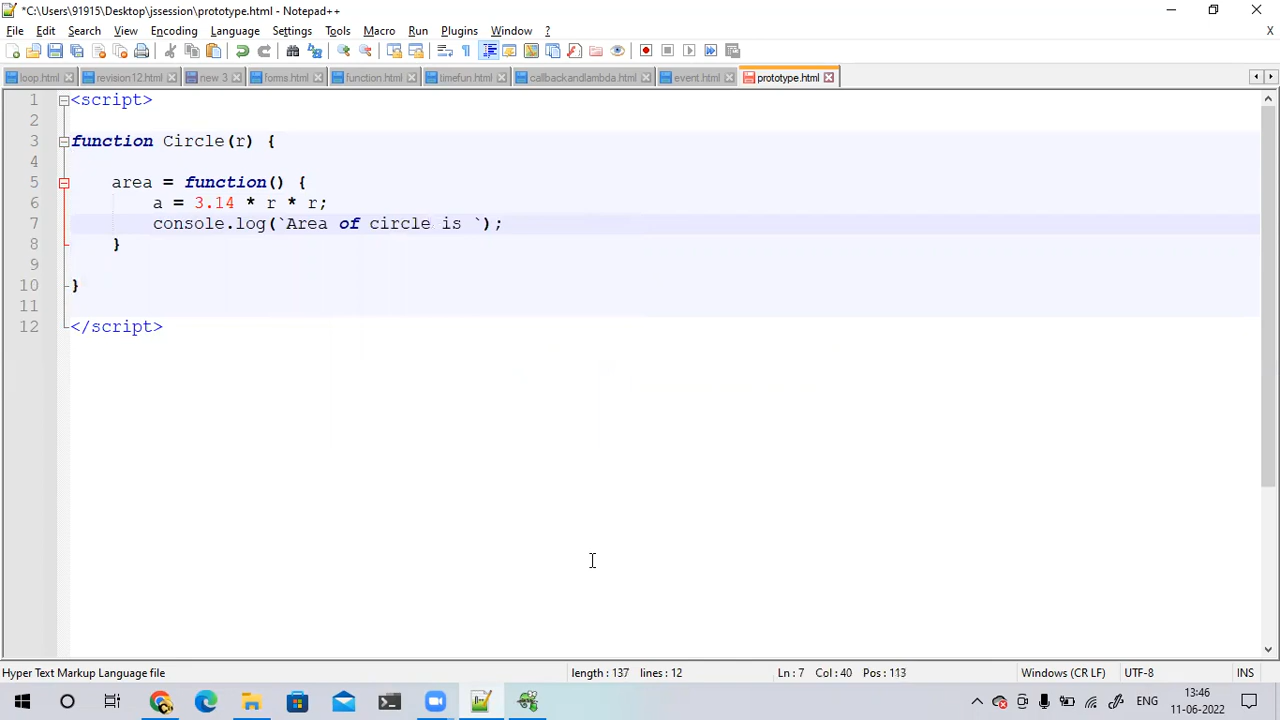 *C:\Users\91915\Desktop\jssession\prototype.html - Notepad++
File Edit Search View Encoding Language Settings Tools Macro Run Plugins Window ?
loop.html revision12.html new 3 forms.html function.html timefun.html callbackandlambda.html event.html prototype.html
1 <script>
2
3 function Circle(r) {
4
5 area = function() {
6 a = 3.14 * r * r;
7 console.log(`Area of circle is `);
8 }
9
10 }
11
12 </script>
Hyper Text Markup Language file length : 137 lines : 12 Ln : 7 Col : 40 Pos : 113 Windows (CR LF) UTF-8 INS
ENG 13:46
11-06-2022